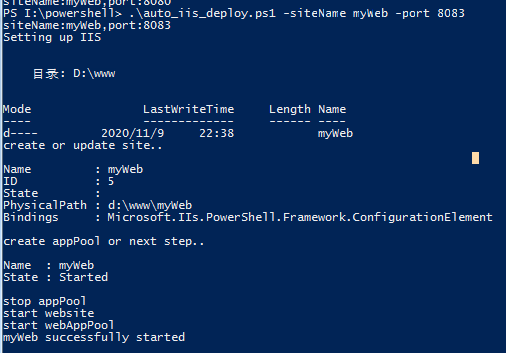 siteName:myWeb,port:8080
PS I:\powershell> .\auto_iis_deploy.ps1 -siteName myWeb -port 8083
siteName:myWeb,port:8083
Setting up IIS
目录: D:\www
Mode LastWriteTime Length Name
---- ------------- ------ ----
d---- 2020/11/9 22:38 myWeb
create or update site..
Name : myWeb
ID : 5
State :
PhysicalPath : d:\www\myWeb
Bindings : Microsoft.IIs.PowerShell.Framework.ConfigurationElement
create appPool or next step..
Name : myWeb
State : Started
stop appPool
start website
start webAppPool
myWeb successfully started